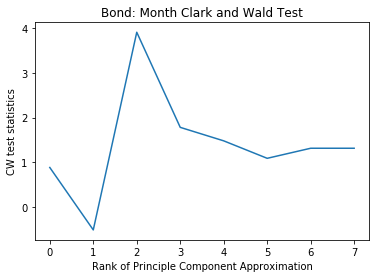 Bond: Month Clark and Wald Test
CW test statistics
4
3
2
1
0
0 1 2 3 4 5 6 7
Rank of Principle Component Approximation